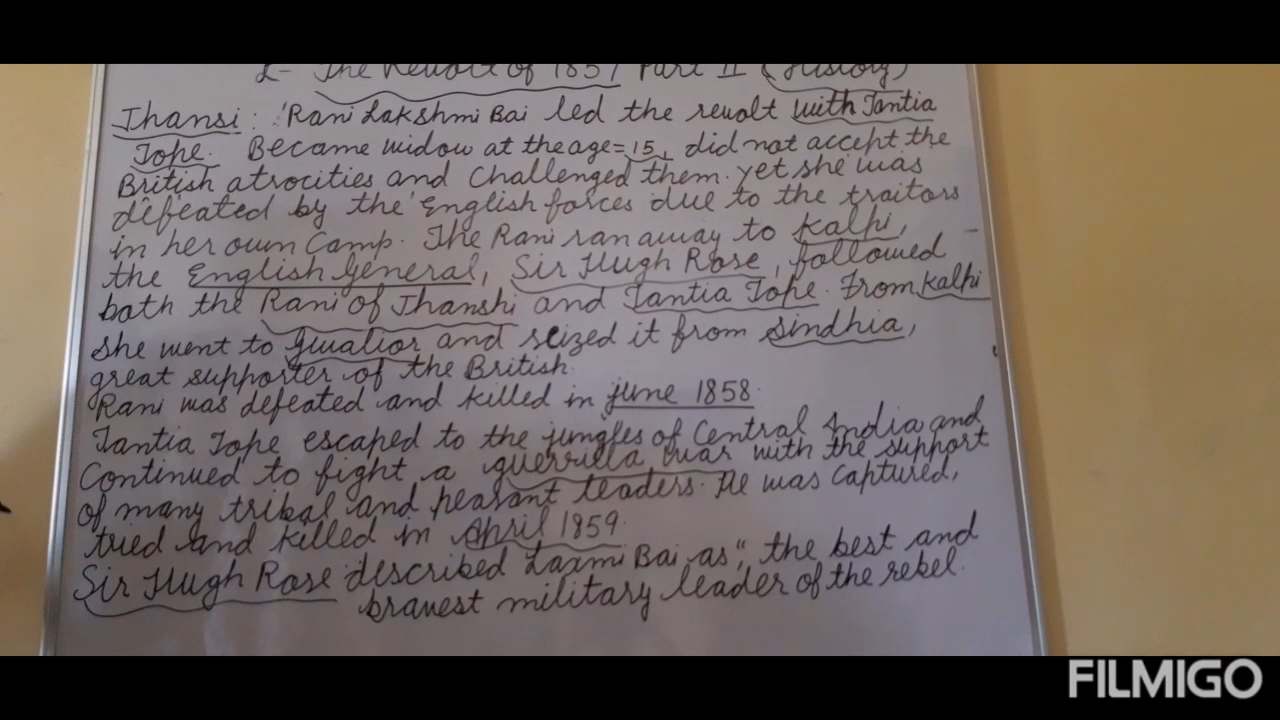 L- The Revolt of 1857 Part II (History)
Jhansi: 'Rani Lakshmi Bai led the revolt with Tantia
Tope. Became widow at the age=15, did not accept the
British atrocities and challenged them. yet she was
defeated by the English forces due to the traitors
in her own Camp. The Rani ran away to Kalpi,
the English General, Sir Hugh Rose, followed
both the Rani of Jhanshi and Tantia Tope. From Kalpi
she went to Gwalior and seized it from Sindhia,
great supporter of the British.
Rani was defeated and killed in june 1858.
Tantia Tope escaped to the jungles of Central India and
Continued to fight a guerrilla war with the support
of many tribal and peasant leaders. He was captured,
tried and killed in April 1859.
Sir Hugh Rose described Laxmi Bai as", the best and
bravest military leader of the rebel.
FILMIGO